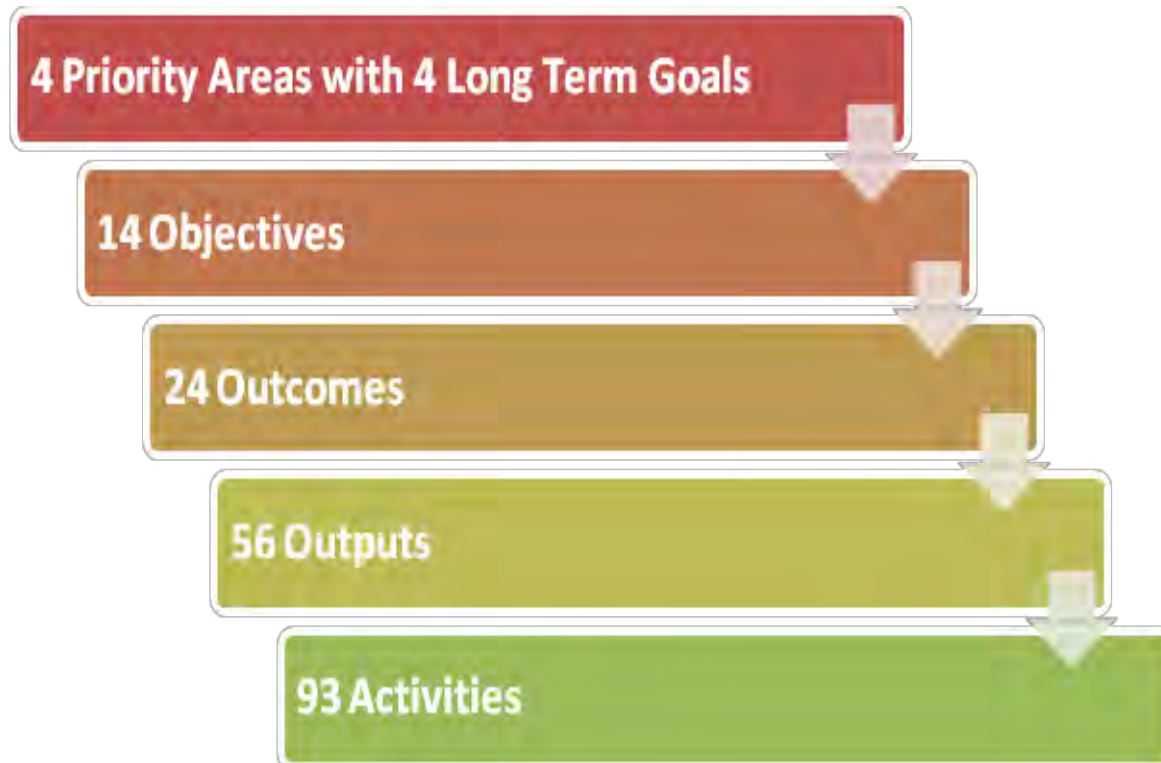 4 Priority Areas with 4 Long Term Goals
14 Objectives
24 Outcomes
56 Outputs
93 Activities